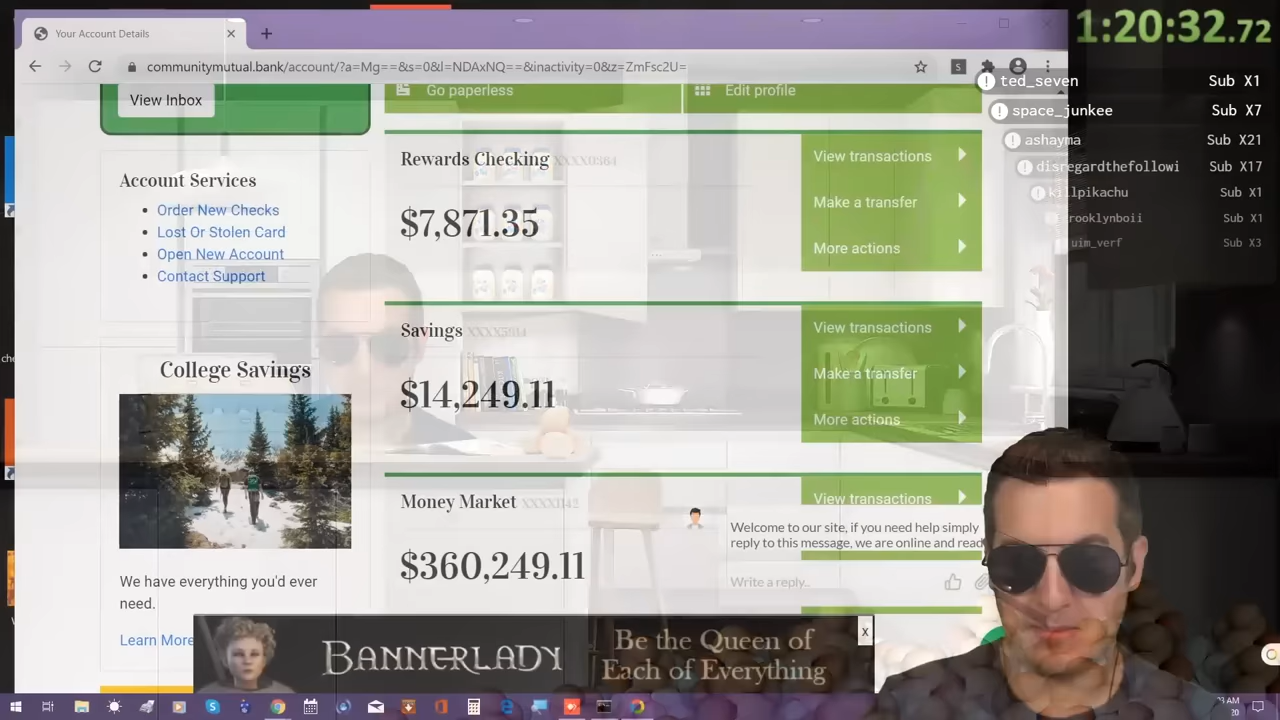 1:20:32.72
Your Account Details
communitymutual.bank/account/?a=Mg==&s=0&l=NDAxNQ==&inactivity=0&z=ZmFsc2U=
S
ted_seven Sub X1
space_junkee Sub X7
ashayma Sub X21
disregardthefollowi Sub X17
killpikachu Sub X1
rooklynboii Sub X1
uim_verf Sub X3
View Inbox
Go paperless
Edit profile
Account Services
Order New Checks
Lost Or Stolen Card
Open New Account
Contact Support
College Savings
We have everything you'd ever
need.
Learn More
Rewards Checking XXXX0364
$7,871.35
View transactions
Make a transfer
More actions
Savings
$14,249.11
View transactions
Make a transfer
More actions
Money Market
$360,249.11
View transactions
Welcome to our site, if you need help simply
reply to this message, we are online and read
Write a reply..
BANNERLADY
Be the Queen of
Each of Everything
X